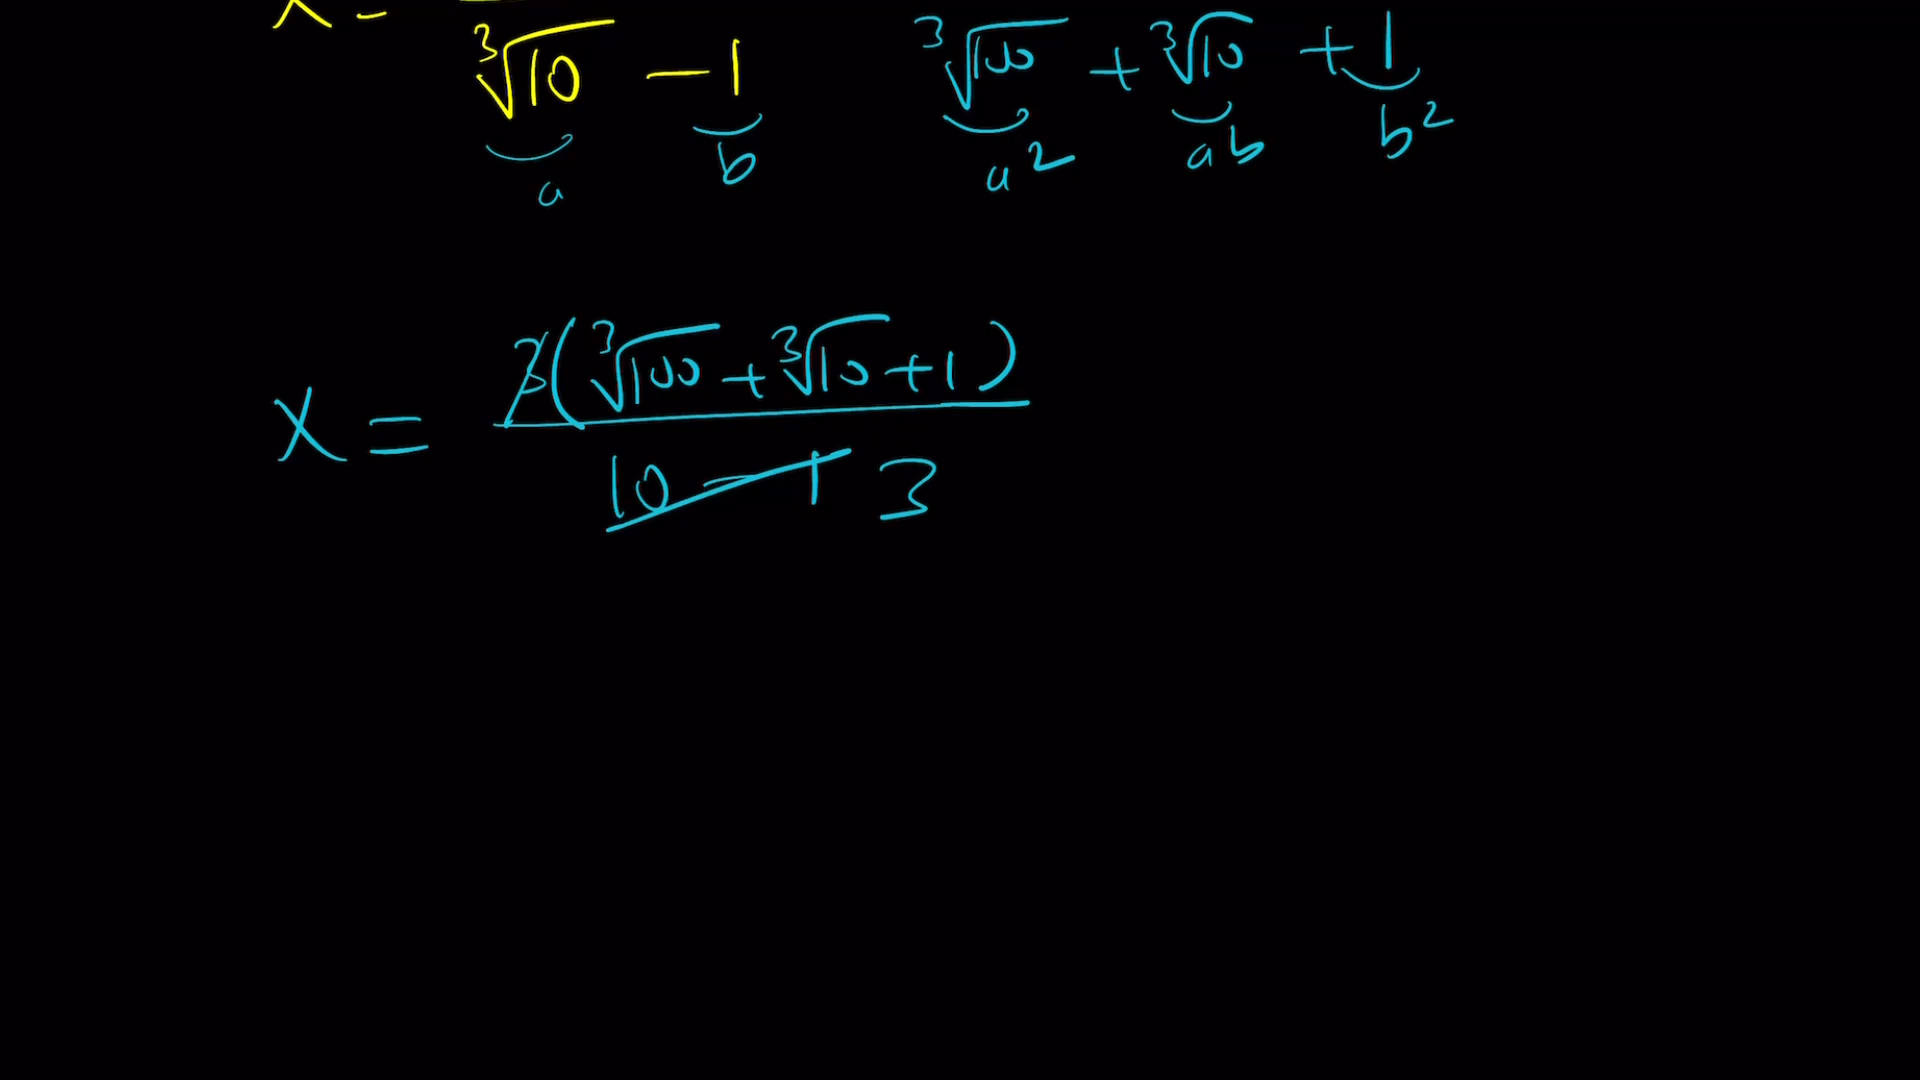 x = ∛10 - 1 ∛100 + ∛10 + 1
a b a² ab b²
x = 3(∛100 + ∛10 + 1)
10 - 1 3